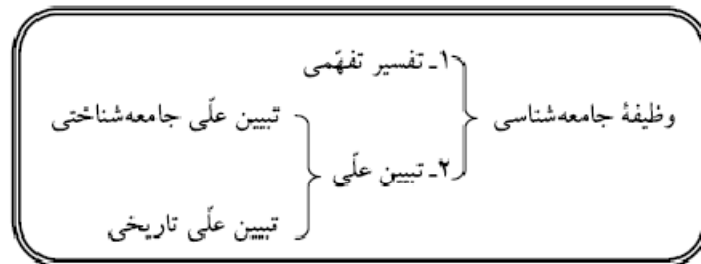 ۱ـ تفسیر تفهّمی
وظیفهٔ جامعه‌شناسی
تبیین علّی جامعه‌شناختی
۲ـ تبیین علّی
تبیین علّی تاریخی